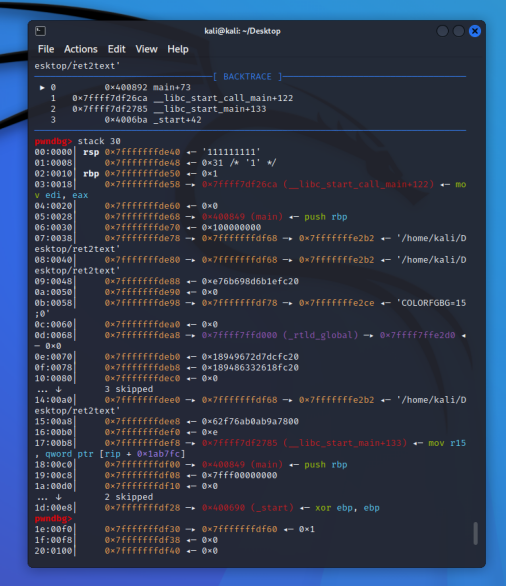 kali@kali: ~/Desktop
File Actions Edit View Help
esktop/ret2text'
[ BACKTRACE ]
► 0 0×400892 main+73
1 0×7ffff7df26ca __libc_start_call_main+122
2 0×7ffff7df2785 __libc_start_main+133
3 0×4006ba _start+42
pwndbg> stack 30
00:0000│ rsp 0×7fffffffde40 ◂— '111111111'
01:0008│ 0×7fffffffde48 ◂— 0×31 /* '1' */
02:0010│ rbp 0×7fffffffde50 ◂— 0×1
03:0018│ 0×7fffffffde58 —▸ 0×7ffff7df26ca (__libc_start_call_main+122) ◂— mo
v edi, eax
04:0020│ 0×7fffffffde60 ◂— 0×0
05:0028│ 0×7fffffffde68 —▸ 0×400849 (main) ◂— push rbp
06:0030│ 0×7fffffffde70 ◂— 0×100000000
07:0038│ 0×7fffffffde78 —▸ 0×7fffffffdf68 —▸ 0×7fffffffe2b2 ◂— '/home/kali/D
esktop/ret2text'
08:0040│ 0×7fffffffde80 —▸ 0×7fffffffdf68 —▸ 0×7fffffffe2b2 ◂— '/home/kali/D
esktop/ret2text'
09:0048│ 0×7fffffffde88 ◂— 0×e76b698d6b1efc20
0a:0050│ 0×7fffffffde90 ◂— 0×0
0b:0058│ 0×7fffffffde98 —▸ 0×7fffffffdf78 —▸ 0×7fffffffe2ce ◂— 'COLORFGBG=15
;0'
0c:0060│ 0×7fffffffdea0 ◂— 0×0
0d:0068│ 0×7fffffffdea8 —▸ 0×7ffff7ffd000 (_rtld_global) —▸ 0×7ffff7ffe2d0 ◂
— 0×0
0e:0070│ 0×7fffffffdeb0 ◂— 0×18949672d7dcfc20
0f:0078│ 0×7fffffffdeb8 ◂— 0×189486332618fc20
10:0080│ 0×7fffffffdec0 ◂— 0×0
... ↓ 3 skipped
14:00a0│ 0×7fffffffdee0 —▸ 0×7fffffffdf68 —▸ 0×7fffffffe2b2 ◂— '/home/kali/D
esktop/ret2text'
15:00a8│ 0×7fffffffdee8 ◂— 0×62f76ab0ab9a7800
16:00b0│ 0×7fffffffdef0 ◂— 0×e
17:00b8│ 0×7fffffffdef8 —▸ 0×7ffff7df2785 (__libc_start_main+133) ◂— mov r15
, qword ptr [rip + 0×1ab7fc]
18:00c0│ 0×7fffffffdf00 —▸ 0×400849 (main) ◂— push rbp
19:00c8│ 0×7fffffffdf08 ◂— 0×7fff00000000
1a:00d0│ 0×7fffffffdf10 ◂— 0×0
... ↓ 2 skipped
1d:00e8│ 0×7fffffffdf28 —▸ 0×400690 (_start) ◂— xor ebp, ebp
pwndbg>
1e:00f0│ 0×7fffffffdf30 —▸ 0×7fffffffdf60 ◂— 0×1
1f:00f8│ 0×7fffffffdf38 ◂— 0×0
20:0100│ 0×7fffffffdf40 ◂— 0×0